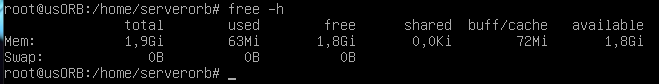 root@usORB:/home/serverorb# free -h
total used free shared buff/cache available
Mem: 1,9Gi 63Mi 1,8Gi 0,0Ki 72Mi 1,8Gi
Swap: 0B 0B 0B
root@usORB:/home/serverorb# _